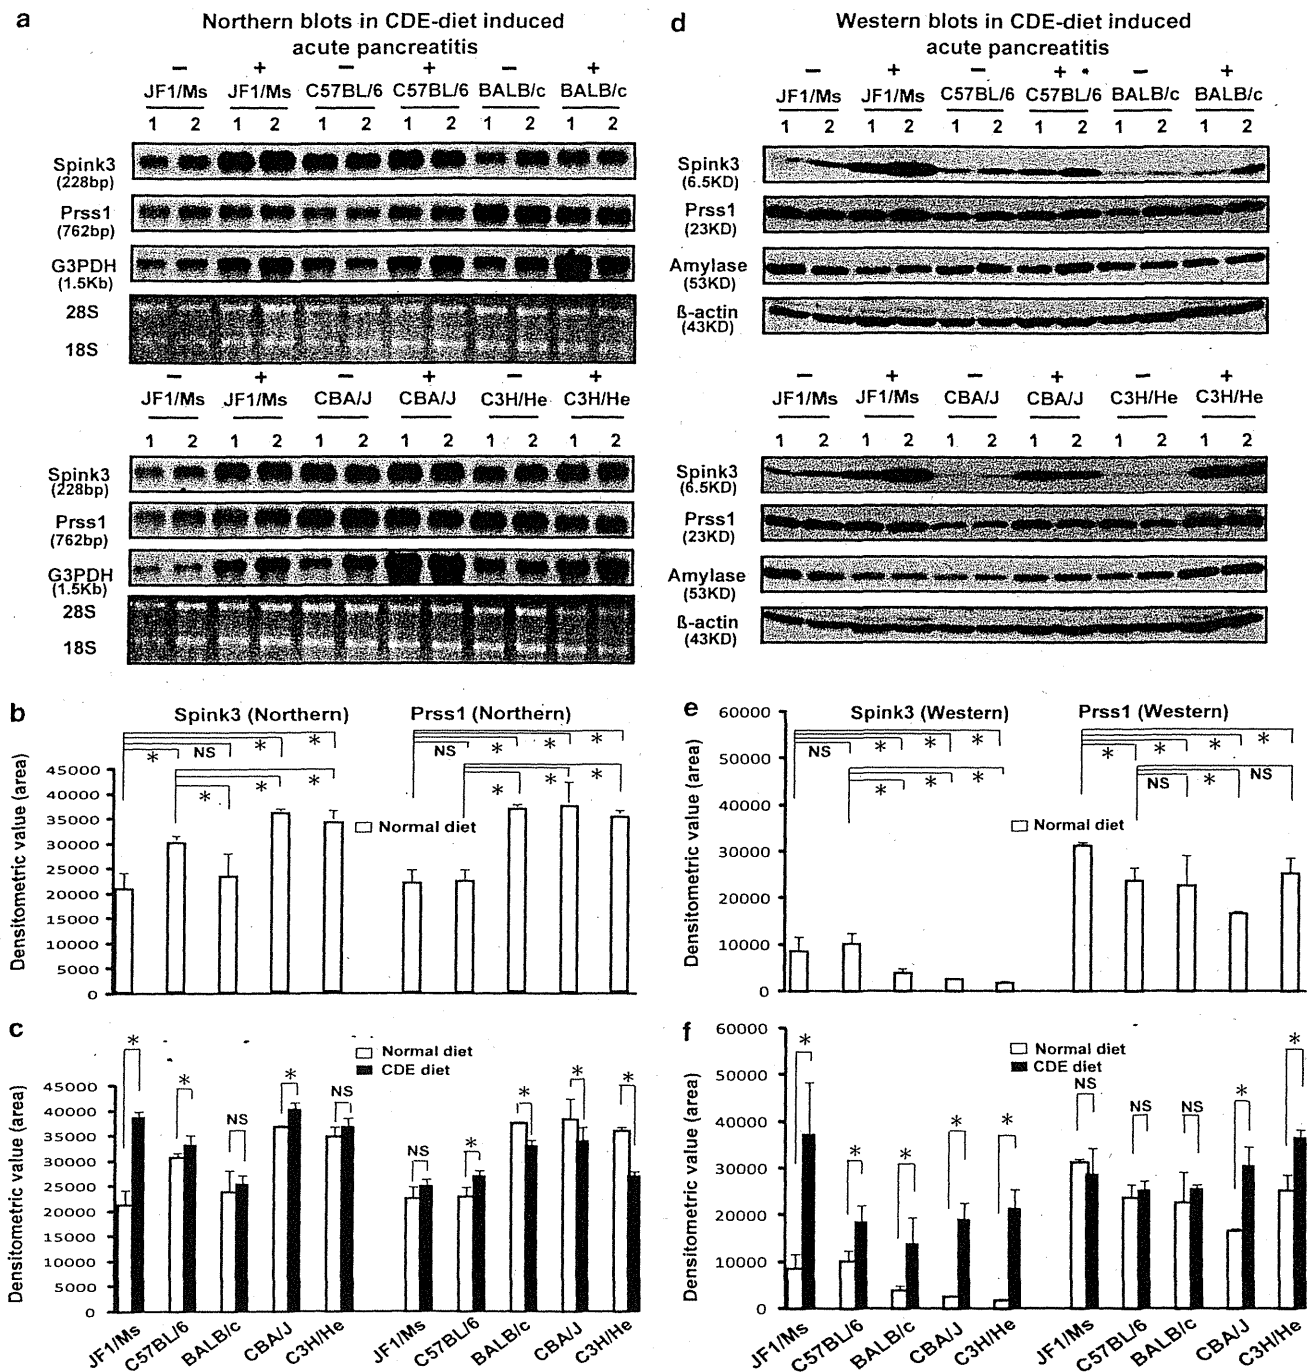 a
Northern blots in CDE-diet induced
acute pancreatitis
− + − + − +
JF1/Ms JF1/Ms C57BL/6 C57BL/6 BALB/c BALB/c
1 2 1 2 1 2 1 2 1 2 1 2
Spink3
(228bp)
Prss1
(762bp)
G3PDH
(1.5Kb)
28S
18S
− + − + − +
JF1/Ms JF1/Ms CBA/J CBA/J C3H/He C3H/He
1 2 1 2 1 2 1 2 1 2 1 2
Spink3
(228bp)
Prss1
(762bp)
G3PDH
(1.5Kb)
28S
18S
d
Western blots in CDE-diet induced
acute pancreatitis
− + − + − +
JF1/Ms JF1/Ms C57BL/6 C57BL/6 BALB/c BALB/c
1 2 1 2 1 2 1 2 1 2 1 2
Spink3
(6.5KD)
Prss1
(23KD)
Amylase
(53KD)
ß-actin
(43KD)
− + − + − +
JF1/Ms JF1/Ms CBA/J CBA/J C3H/He C3H/He
1 2 1 2 1 2 1 2 1 2 1 2
Spink3
(6.5KD)
Prss1
(23KD)
Amylase
(53KD)
ß-actin
(43KD)
b
Spink3 (Northern) Prss1 (Northern)
* NS * *
* * *
NS * * *
* * *
Normal diet
Densitometric value (area)
45000
40000
35000
30000
25000
20000
15000
10000
5000
0
c
Normal diet
CDE diet
* * NS * NS
NS * * * *
Densitometric value (area)
45000
40000
35000
30000
25000
20000
15000
10000
5000
0
JF1/Ms C57BL/6 BALB/c CBA/J C3H/He JF1/Ms C57BL/6 BALB/c CBA/J C3H/He
e
Spink3 (Western) Prss1 (Western)
NS * * *
* * *
* * * *
NS * NS
Normal diet
Densitometric value (area)
60000
50000
40000
30000
20000
10000
0
f
Normal diet
CDE diet
* * * * *
NS NS NS * *
Densitometric value (area)
60000
50000
40000
30000
20000
10000
0
JF1/Ms C57BL/6 BALB/c CBA/J C3H/He JF1/Ms C57BL/6 BALB/c CBA/J C3H/He